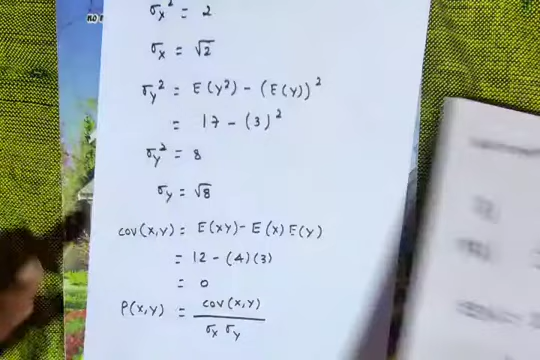 σx² = 2
σx = √2
σy² = E(y²) - (E(y))²
= 17 - (3)²
σy² = 8
σy = √8
cov(x,y) = E(xy) - E(x) E(y)
= 12 - (4)(3)
= 0
ρ(x,y) = cov(x,y) / σx σy